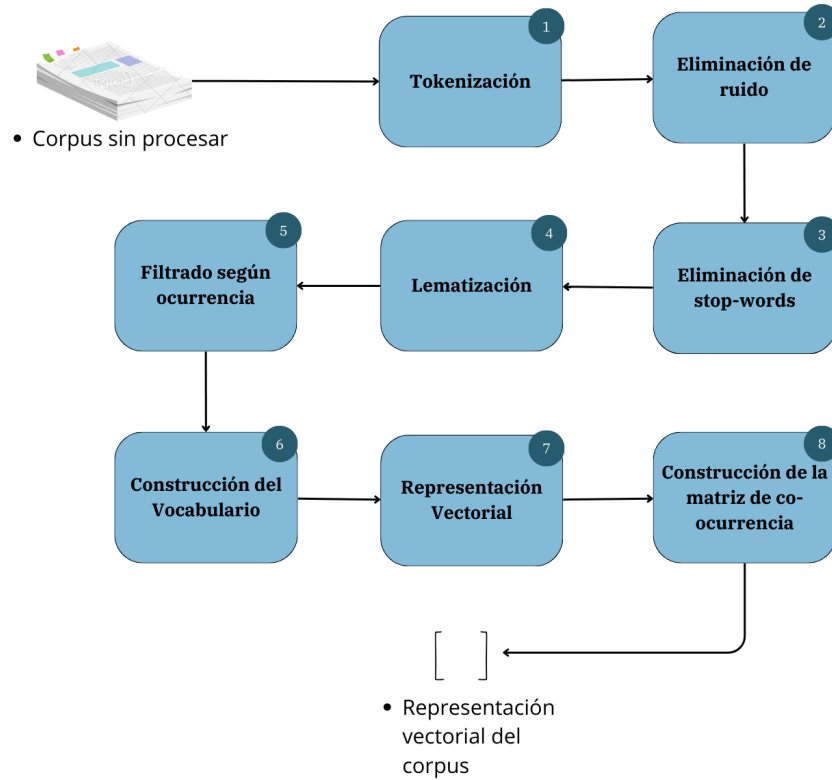 1
Tokenización
2
Eliminación de
ruido
• Corpus sin procesar
3
Eliminación de
stop-words
4
Lematización
5
Filtrado según
ocurrencia
6
Construcción del
Vocabulario
7
Representación
Vectorial
8
Construcción de la
matriz de co-
ocurrencia
[ ]
• Representación
vectorial del
corpus